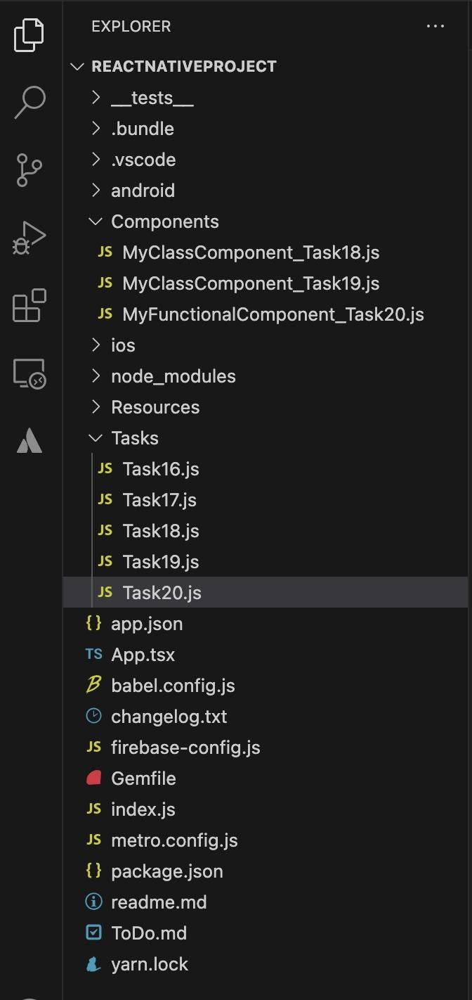 EXPLORER
REACTNATIVEPROJECT
__tests__
.bundle
.vscode
android
Components
JS MyClassComponent_Task18.js
JS MyClassComponent_Task19.js
JS MyFunctionalComponent_Task20.js
ios
node_modules
Resources
Tasks
JS Task16.js
JS Task17.js
JS Task18.js
JS Task19.js
JS Task20.js
{} app.json
TS App.tsx
B babel.config.js
changelog.txt
JS firebase-config.js
Gemfile
JS index.js
JS metro.config.js
{} package.json
readme.md
ToDo.md
yarn.lock